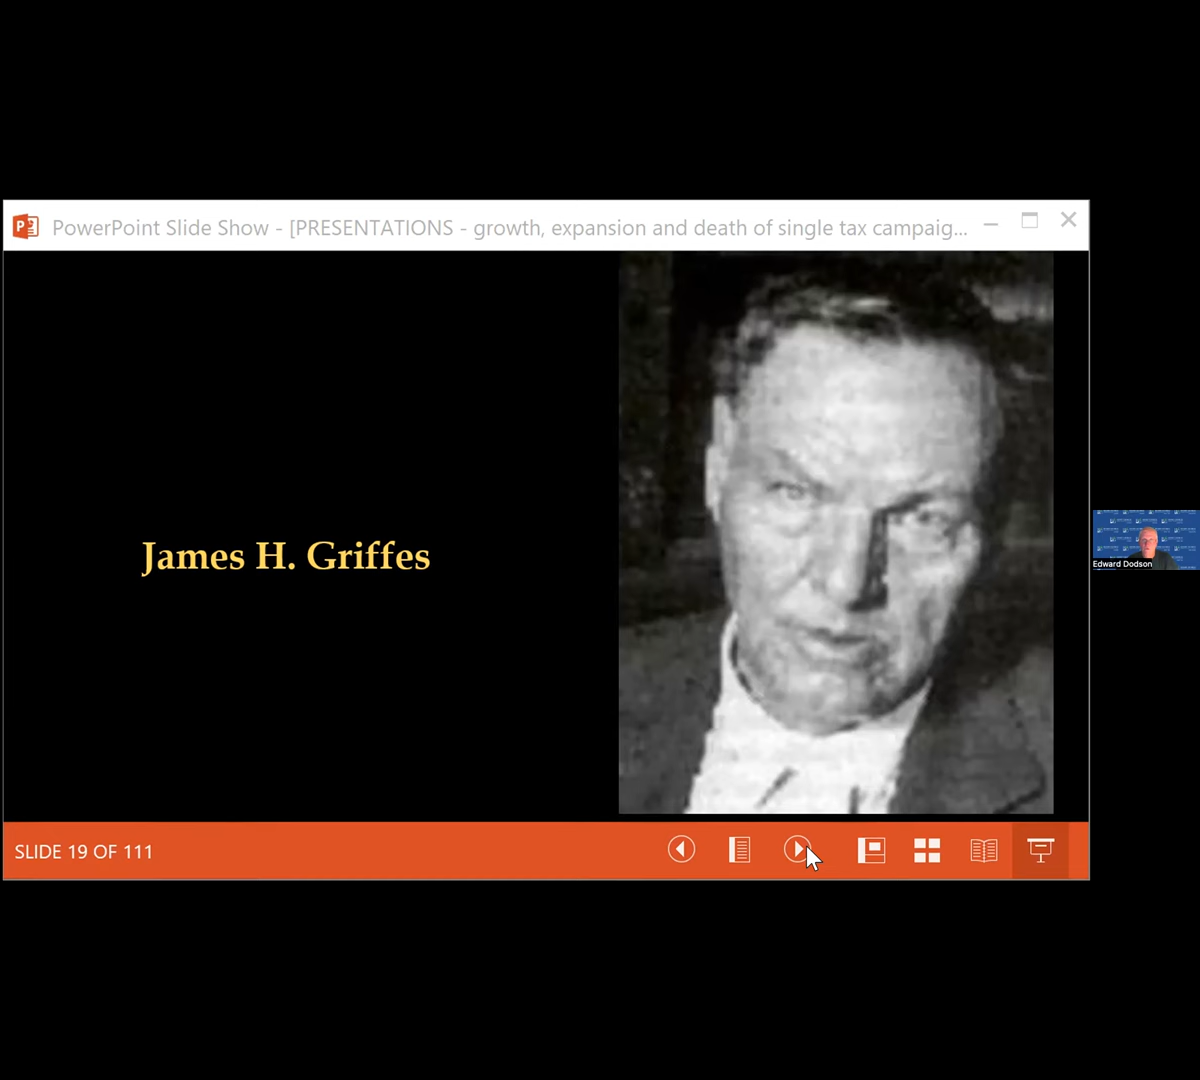 PowerPoint Slide Show - [PRESENTATIONS - growth, expansion and death of single tax campaig...
James H. Griffes
Edward Dodson
SLIDE 19 OF 111